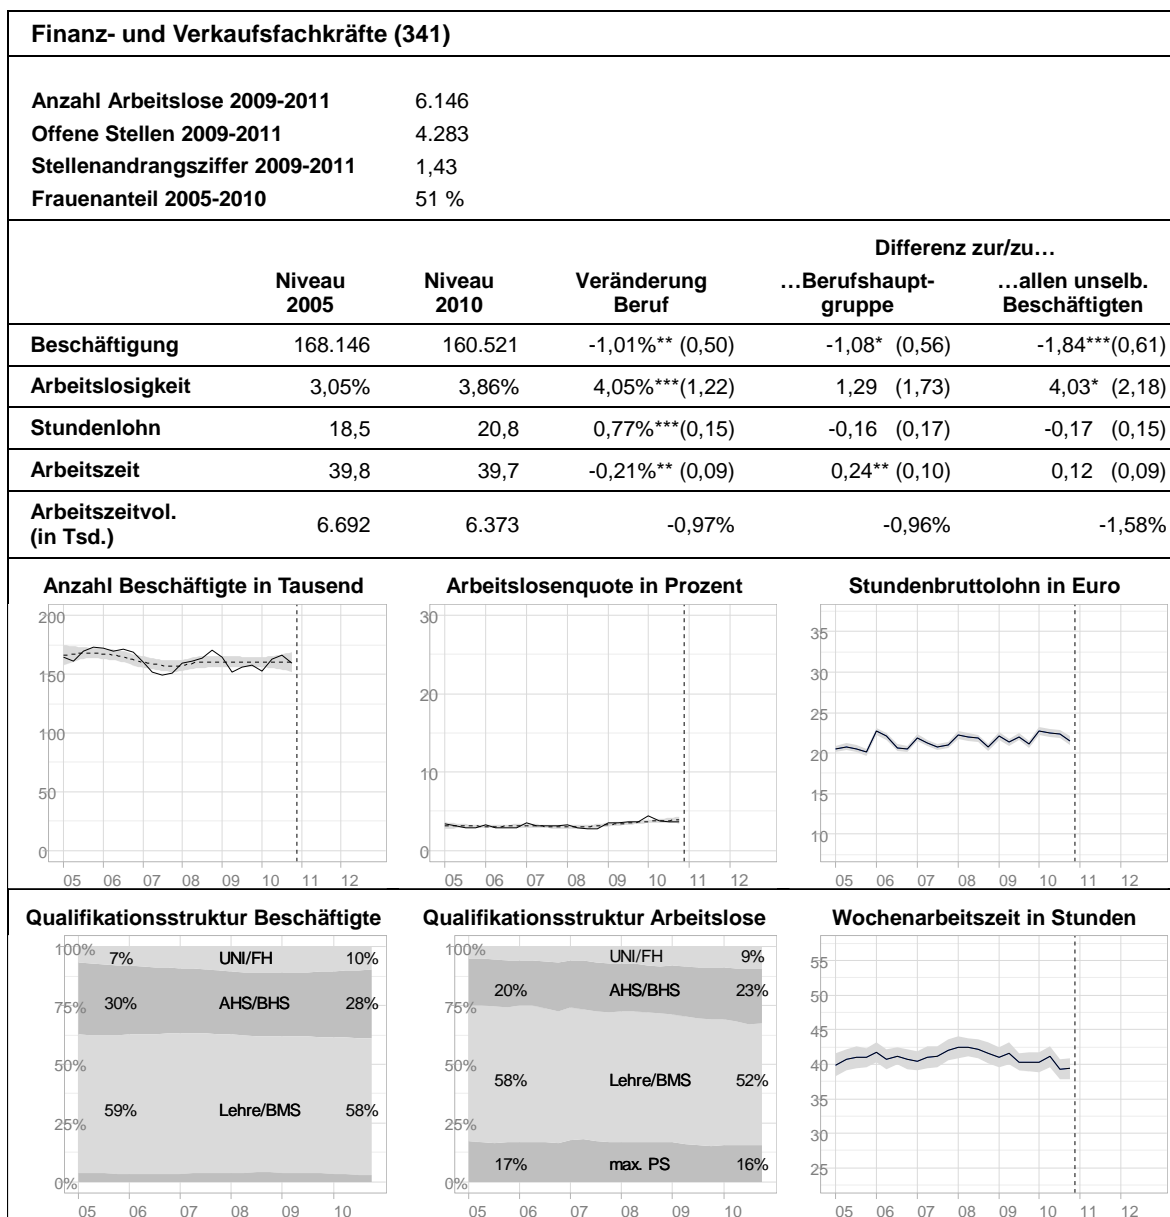 Finanz- und Verkaufsfachkräfte (341)
Anzahl Arbeitslose 2009-2011 6.146
Offene Stellen 2009-2011 4.283
Stellenandrangsziffer 2009-2011 1,43
Frauenanteil 2005-2010 51 %
Differenz zur/zu…
Niveau Niveau Veränderung …Berufshaupt- …allen unselb.
2005 2010 Beruf gruppe Beschäftigten
Beschäftigung 168.146 160.521 -1,01%** (0,50) -1,08* (0,56) -1,84***(0,61)
Arbeitslosigkeit 3,05% 3,86% 4,05%***(1,22) 1,29 (1,73) 4,03* (2,18)
Stundenlohn 18,5 20,8 0,77%***(0,15) -0,16 (0,17) -0,17 (0,15)
Arbeitszeit 39,8 39,7 -0,21%** (0,09) 0,24** (0,10) 0,12 (0,09)
Arbeitszeitvol.
(in Tsd.) 6.692 6.373 -0,97% -0,96% -1,58%
Anzahl Beschäftigte in Tausend
200
150
100
50
0
05 06 07 08 09 10 11 12
Arbeitslosenquote in Prozent
30
20
10
0
05 06 07 08 09 10 11 12
Stundenbruttolohn in Euro
35
30
25
20
15
10
05 06 07 08 09 10 11 12
Qualifikationsstruktur Beschäftigte
100% 7% UNI/FH 10%
75% 30% AHS/BHS 28%
50%
59% Lehre/BMS 58%
25%
0%
05 06 07 08 09 10
Qualifikationsstruktur Arbeitslose
100% UNI/FH 9%
75% 20% AHS/BHS 23%
50% 58% Lehre/BMS 52%
25%
17% max. PS 16%
0%
05 06 07 08 09 10
Wochenarbeitszeit in Stunden
55
50
45
40
35
30
25
05 06 07 08 09 10 11 12